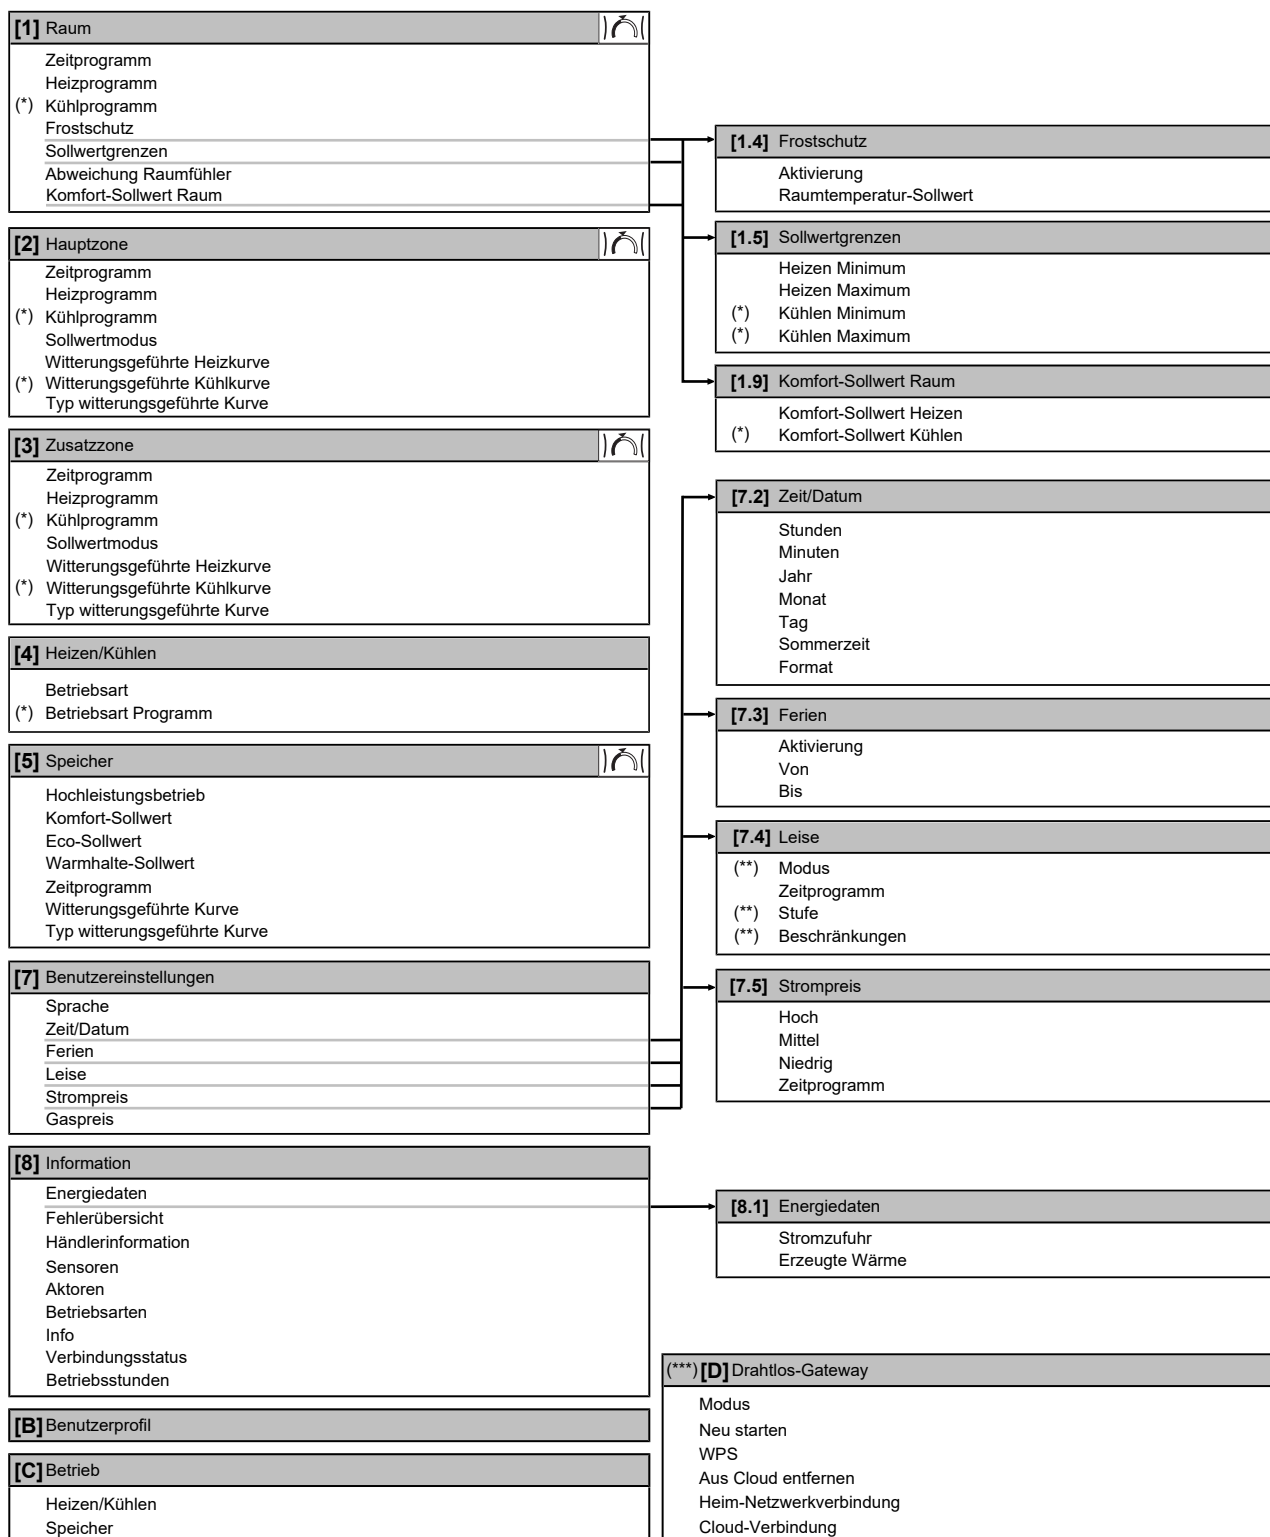 [1] Raum
Zeitprogramm
Heizprogramm
(*) Kühlprogramm
Frostschutz
Sollwertgrenzen
Abweichung Raumfühler
Komfort-Sollwert Raum
[2] Hauptzone
Zeitprogramm
Heizprogramm
(*) Kühlprogramm
Sollwertmodus
Witterungsgeführte Heizkurve
(*) Witterungsgeführte Kühlkurve
Typ witterungsgeführte Kurve
[3] Zusatzzone
Zeitprogramm
Heizprogramm
(*) Kühlprogramm
Sollwertmodus
Witterungsgeführte Heizkurve
(*) Witterungsgeführte Kühlkurve
Typ witterungsgeführte Kurve
[4] Heizen/Kühlen
Betriebsart
(*) Betriebsart Programm
[5] Speicher
Hochleistungsbetrieb
Komfort-Sollwert
Eco-Sollwert
Warmhalte-Sollwert
Zeitprogramm
Witterungsgeführte Kurve
Typ witterungsgeführte Kurve
[7] Benutzereinstellungen
Sprache
Zeit/Datum
Ferien
Leise
Strompreis
Gaspreis
[8] Information
Energiedaten
Fehlerübersicht
Händlerinformation
Sensoren
Aktoren
Betriebsarten
Info
Verbindungsstatus
Betriebsstunden
[B] Benutzerprofil
[C] Betrieb
Heizen/Kühlen
Speicher
[1.4] Frostschutz
Aktivierung
Raumtemperatur-Sollwert
[1.5] Sollwertgrenzen
Heizen Minimum
Heizen Maximum
(*) Kühlen Minimum
(*) Kühlen Maximum
[1.9] Komfort-Sollwert Raum
Komfort-Sollwert Heizen
(*) Komfort-Sollwert Kühlen
[7.2] Zeit/Datum
Stunden
Minuten
Jahr
Monat
Tag
Sommerzeit
Format
[7.3] Ferien
Aktivierung
Von
Bis
[7.4] Leise
(**) Modus
Zeitprogramm
(**) Stufe
(**) Beschränkungen
[7.5] Strompreis
Hoch
Mittel
Niedrig
Zeitprogramm
[8.1] Energiedaten
Stromzufuhr
Erzeugte Wärme
(***) [D] Drahtlos-Gateway
Modus
Neu starten
WPS
Aus Cloud entfernen
Heim-Netzwerkverbindung
Cloud-Verbindung